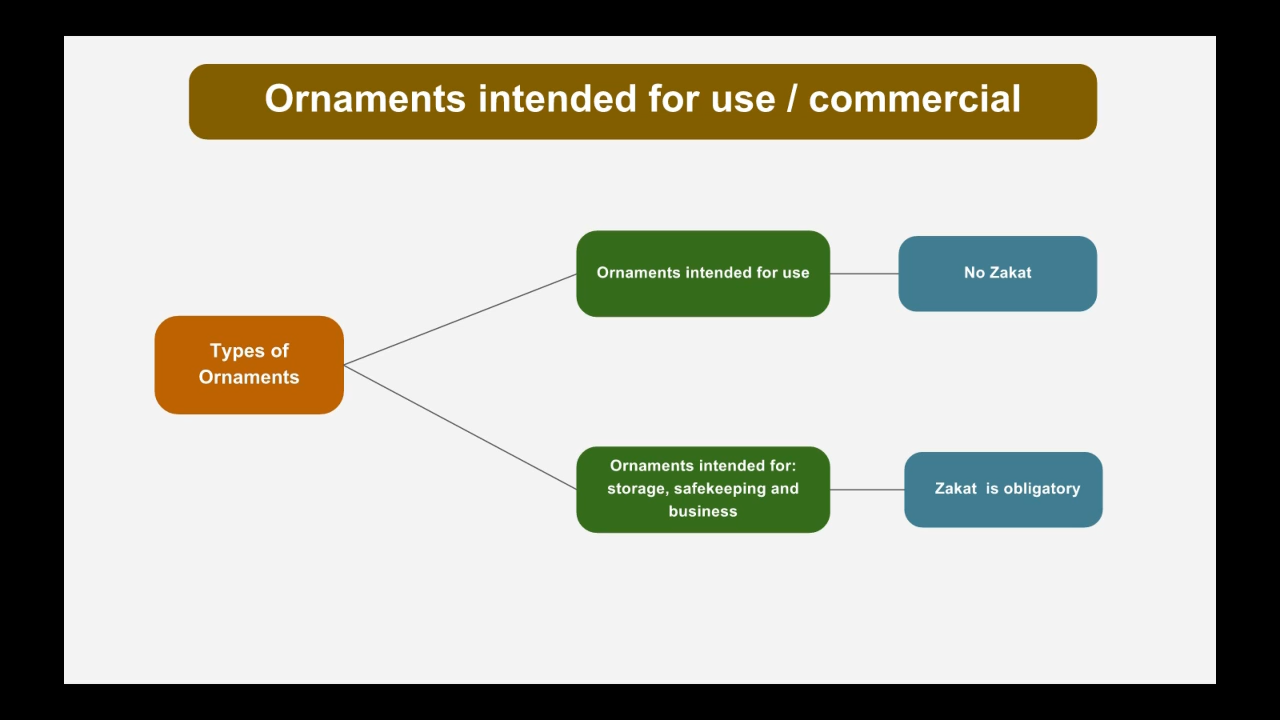 Ornaments intended for use / commercial
Ornaments intended for use
No Zakat
Types of
Ornaments
Ornaments intended for:
storage, safekeeping and
business
Zakat  is obligatory